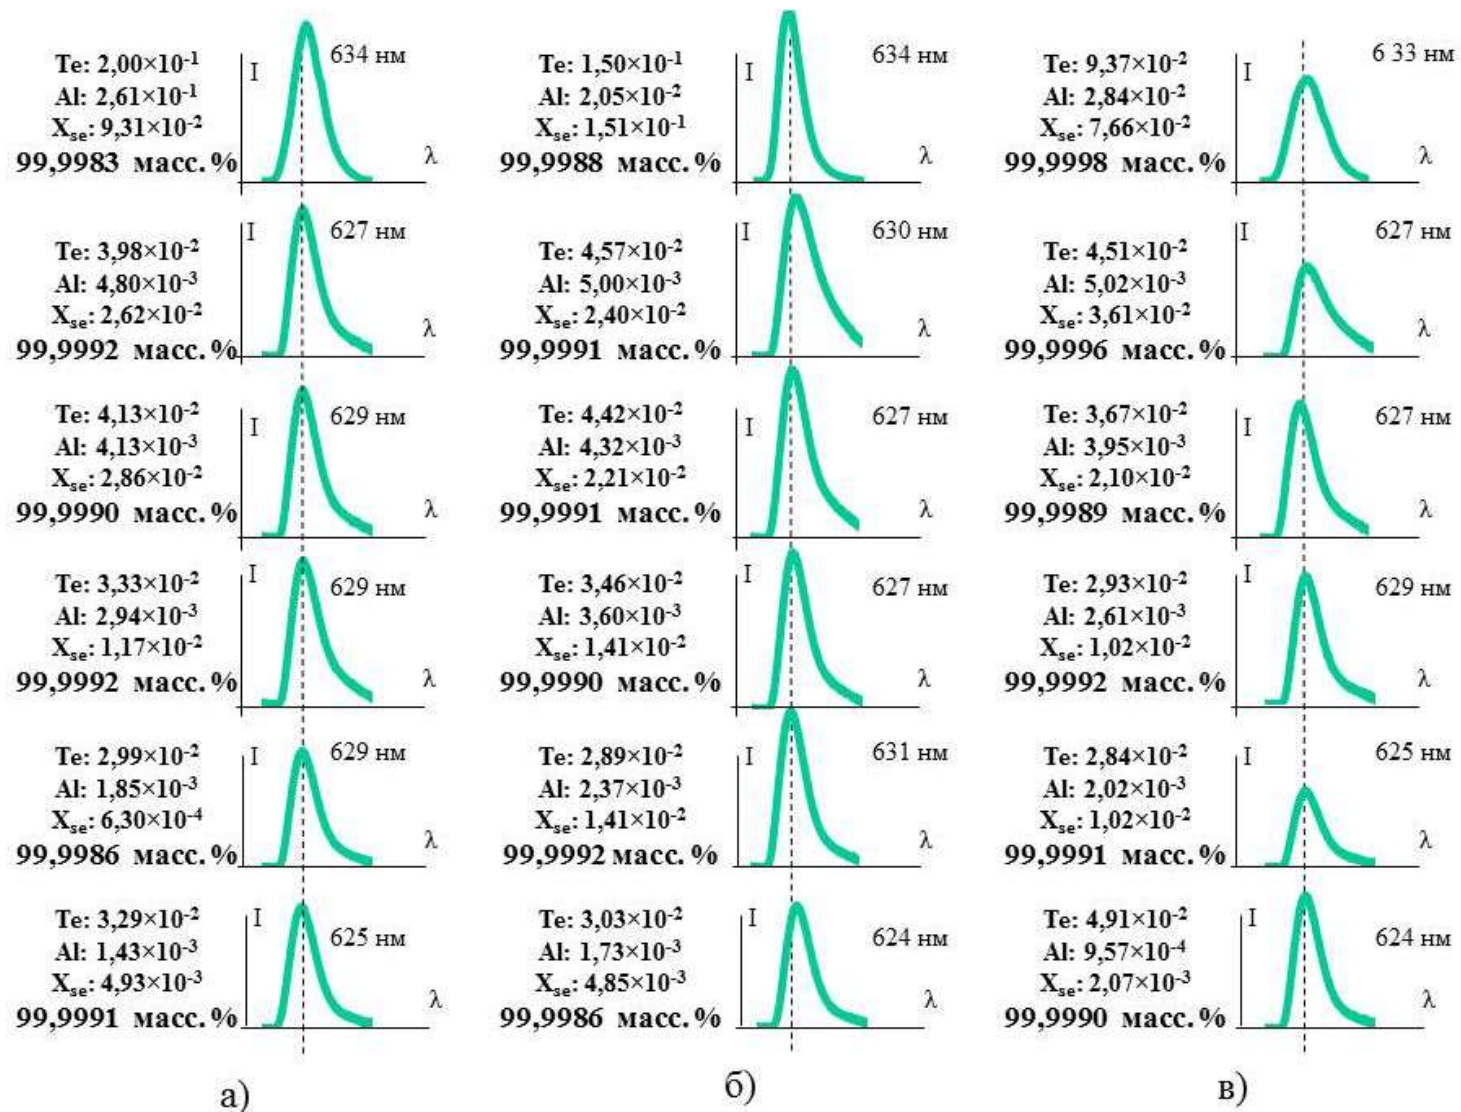 Te: 2,00×10⁻¹
Al: 2,61×10⁻¹
Xse: 9,31×10⁻²
99,9983 масс. %
I
634 нм
λ
Te: 1,50×10⁻¹
Al: 2,05×10⁻²
Xse: 1,51×10⁻¹
99,9988 масс. %
I
634 нм
Te: 9,37×10⁻²
Al: 2,84×10⁻²
Xse: 7,66×10⁻²
99,9998 масс. %
I
6 33 нм
λ
Te: 3,98×10⁻²
Al: 4,80×10⁻³
Xse: 2,62×10⁻²
99,9992 масс. %
I
627 нм
λ
Te: 4,57×10⁻²
Al: 5,00×10⁻³
Xse: 2,40×10⁻²
99,9991 масс. %
I
630 нм
λ
Te: 4,51×10⁻²
Al: 5,02×10⁻³
Xse: 3,61×10⁻²
99,9996 масс. %
I
627 нм
λ
Te: 4,13×10⁻²
Al: 4,13×10⁻³
Xse: 2,86×10⁻²
99,9990 масс. %
I
629 нм
λ
Te: 4,42×10⁻²
Al: 4,32×10⁻³
Xse: 2,21×10⁻²
99,9991 масс. %
I
627 нм
λ
Te: 3,67×10⁻²
Al: 3,95×10⁻³
Xse: 2,10×10⁻²
99,9989 масс. %
I
627 нм
λ
Te: 3,33×10⁻²
Al: 2,94×10⁻³
Xse: 1,17×10⁻²
99,9992 масс. %
I
629 нм
λ
Te: 3,46×10⁻²
Al: 3,60×10⁻³
Xse: 1,41×10⁻²
99,9990 масс. %
I
627 нм
λ
Te: 2,93×10⁻²
Al: 2,61×10⁻³
Xse: 1,02×10⁻²
99,9992 масс. %
I
629 нм
λ
Te: 2,99×10⁻²
Al: 1,85×10⁻³
Xse: 6,30×10⁻⁴
99,9986 масс. %
I
629 нм
λ
Te: 2,89×10⁻²
Al: 2,37×10⁻³
Xse: 1,41×10⁻²
99,9992 масс. %
I
631 нм
λ
Te: 2,84×10⁻²
Al: 2,02×10⁻³
Xse: 1,02×10⁻²
99,9991 масс. %
I
625 нм
λ
Te: 3,29×10⁻²
Al: 1,43×10⁻³
Xse: 4,93×10⁻³
99,9991 масс. %
I
625 нм
λ
Te: 3,03×10⁻²
Al: 1,73×10⁻³
Xse: 4,85×10⁻³
99,9986 масс. %
I
624 нм
λ
Te: 4,91×10⁻²
Al: 9,57×10⁻⁴
Xse: 2,07×10⁻³
99,9990 масс. %
I
624 нм
λ
а)
б)
в)